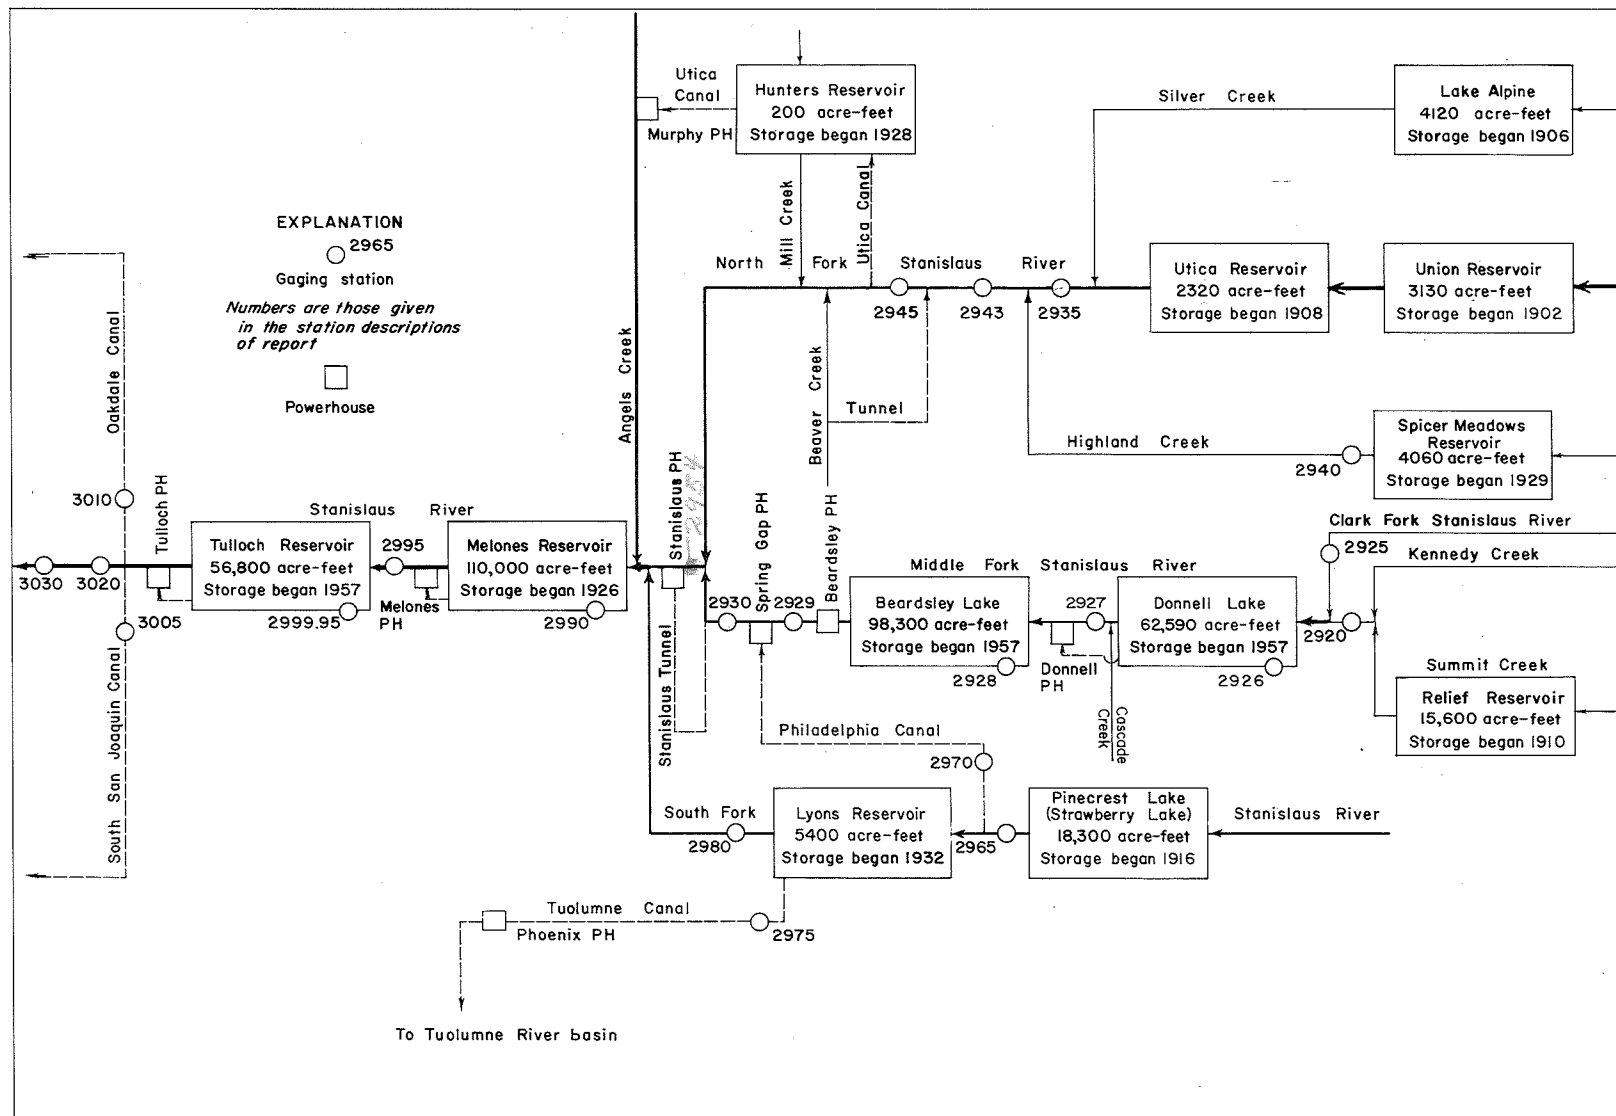 Utica
Canal
Murphy PH
Hunters Reservoir
200 acre-feet
Storage began 1928
Silver Creek
Lake Alpine
4120 acre-feet
Storage began 1906
Mill Creek
Utica Canal
EXPLANATION
2965
Gaging station
Numbers are those given
in the station descriptions
of report
Powerhouse
North Fork Stanislaus River
2945
2943
2935
Utica Reservoir
2320 acre-feet
Storage began 1908
Union Reservoir
3130 acre-feet
Storage began 1902
Oakdale Canal
Angels Creek
Beaver Creek
Tunnel
Highland Creek
2940
Spicer Meadows
Reservoir
4060 acre-feet
Storage began 1929
3010
Tulloch PH
Stanislaus River
Tulloch Reservoir
56,800 acre-feet
Storage began 1957
2995
Melones Reservoir
110,000 acre-feet
Storage began 1926
Stanislaus PH
2954
Spring Gap PH
Beardsley PH
Clark Fork Stanislaus River
2925
Kennedy Creek
3030
3020
3005
2999.95
Melones
PH
2990
2930
2929
Middle Fork Stanislaus River
Beardsley Lake
98,300 acre-feet
Storage began 1957
2928
2927
Donnell
PH
Donnell Lake
62,590 acre-feet
Storage began 1957
2926
2920
Summit Creek
Relief Reservoir
15,600 acre-feet
Storage began 1910
South San Joaquin Canal
Stanislaus Tunnel
Philadelphia Canal
2970
Cascade
Creek
South Fork
2980
Lyons Reservoir
5400 acre-feet
Storage began 1932
2965
Pinecrest Lake
(Strawberry Lake)
18,300 acre-feet
Storage began 1916
Stanislaus River
Tuolumne Canal
Phoenix PH
2975
To Tuolumne River basin